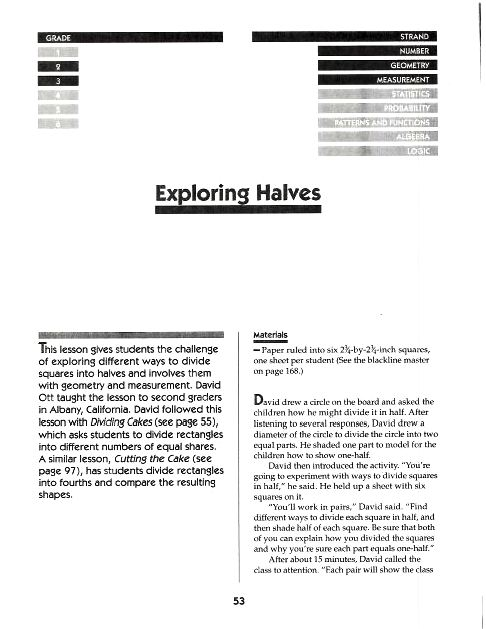 GRADE
1
2
3
4
5
6
STRAND
NUMBER
GEOMETRY
MEASUREMENT
STATISTICS
PROBABILITY
PATTERNS AND FUNCTIONS
ALGEBRA
LOGIC
Exploring Halves
This lesson gives students the challenge
of exploring different ways to divide
squares into halves and involves them
with geometry and measurement. David
Ott taught the lesson to second graders
in Albany, California. David followed this
lesson with Dividing Cakes (see page 55),
which asks students to divide rectangles
into different numbers of equal shares.
A similar lesson, Cutting the Cake (see
page 97), has students divide rectangles
into fourths and compare the resulting
shapes.
Materials
– Paper ruled into six 2¾-by-2¾-inch squares,
one sheet per student (See the blackline master
on page 168.)
David drew a circle on the board and asked the
children how he might divide it in half. After
listening to several responses, David drew a
diameter of the circle to divide the circle into two
equal parts. He shaded one part to model for the
children how to show one-half.
David then introduced the activity. "You're
going to experiment with ways to divide squares
in half," he said. He held up a sheet with six
squares on it.
"You'll work in pairs," David said. "Find
different ways to divide each square in half, and
then shade half of each square. Be sure that both
of you can explain how you divided the squares
and why you're sure each part equals one-half."
After about 15 minutes, David called the
class to attention. "Each pair will show the class
53